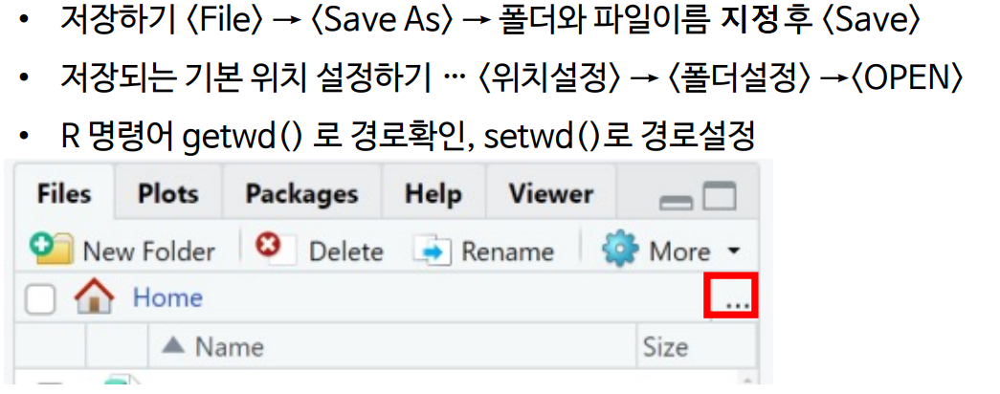 • 저장하기 〈File〉 → 〈Save As〉 → 폴더와 파일이름 지정 후 〈Save〉
• 저장되는 기본 위치 설정하기 … 〈위치설정〉 → 〈폴더설정〉 →〈OPEN〉
• R 명령어 getwd() 로 경로확인, setwd()로 경로설정
Files Plots Packages Help Viewer
New Folder Delete Rename More
Home ...
Name Size